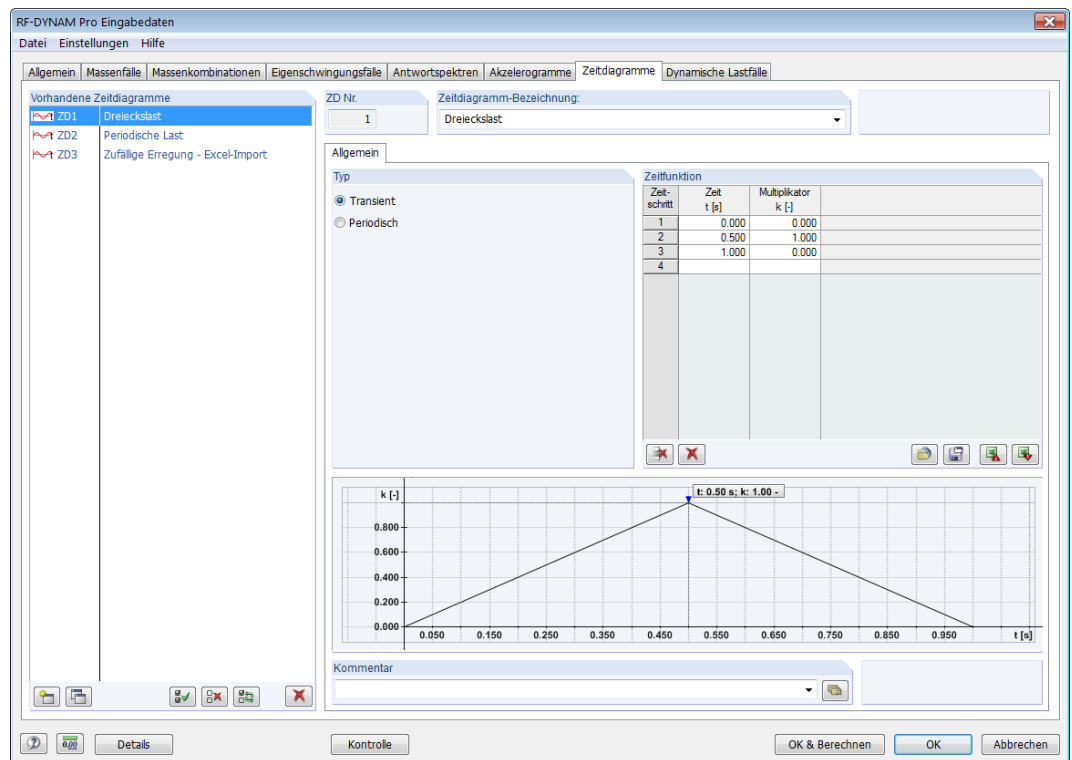 RF-DYNAM Pro Eingabedaten
Datei Einstellungen Hilfe
Allgemein Massenfälle Massenkombinationen Eigenschwingungsfälle Antwortspektren Akzelerogramme Zeitdiagramme Dynamische Lastfälle
Vorhandene Zeitdiagramme
ZD1 Dreieckslast
ZD2 Periodische Last
ZD3 Zufällige Erregung - Excel-Import
ZD Nr.
1
Zeitdiagramm-Bezeichnung:
Dreieckslast
Allgemein
Typ
Transient
Periodisch
Zeitfunktion
Zeit- Zeit Multiplikator
schritt t [s] k [-]
1 0.000 0.000
2 0.500 1.000
3 1.000 0.000
4
k [-]
t: 0.50 s; k: 1.00 -
0.800
0.600
0.400
0.200
0.000
0.050 0.150 0.250 0.350 0.450 0.550 0.650 0.750 0.850 0.950 t [s]
Kommentar
0.00 Details Kontrolle OK & Berechnen OK Abbrechen